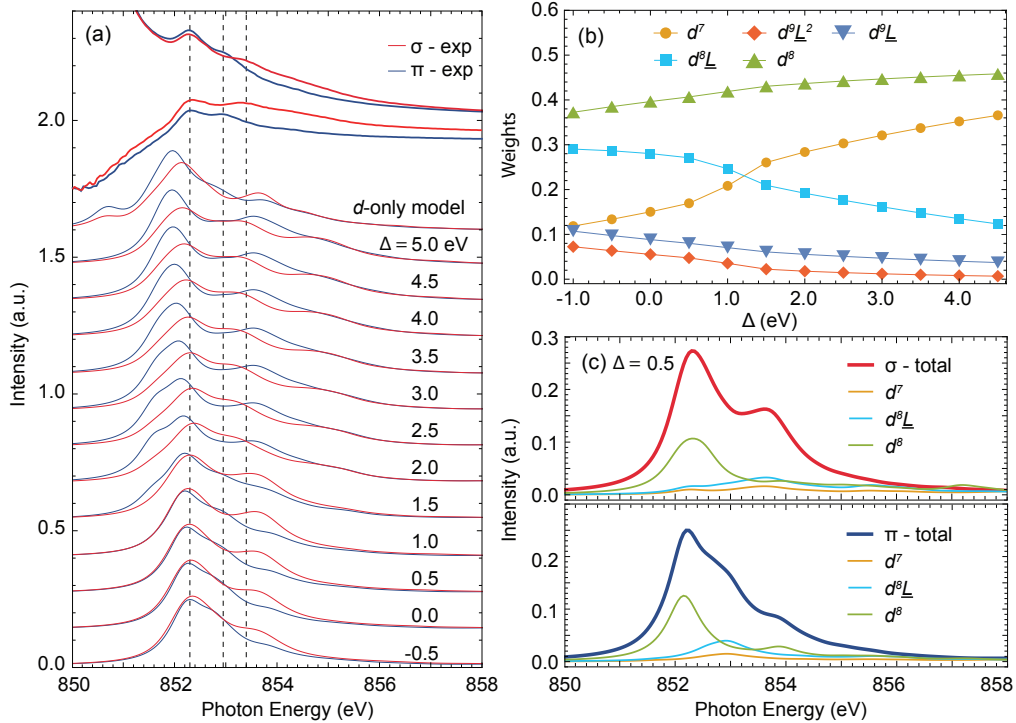 (a)
σ - exp
π - exp
d-only model
Δ = 5.0 eV
4.5
4.0
3.5
3.0
2.5
2.0
1.5
1.0
0.5
0.0
-0.5
2.0
1.5
1.0
0.5
0.0
Intensity (a.u.)
850 852 854 856 858
Photon Energy (eV)
(b)
d⁷ d⁹L² d⁹L
d⁸L d⁸
0.6
0.5
0.4
0.3
0.2
0.1
0.0
Weights
-1.0 0.0 1.0 2.0 3.0 4.0
Δ (eV)
(c) Δ = 0.5
σ - total
d⁷
d⁸L
d⁸
0.3
0.2
0.1
0.0
Intensity (a.u.)
π - total
d⁷
d⁸L
d⁸
0.2
0.1
0.0
850 852 854 856 858
Photon Energy (eV)